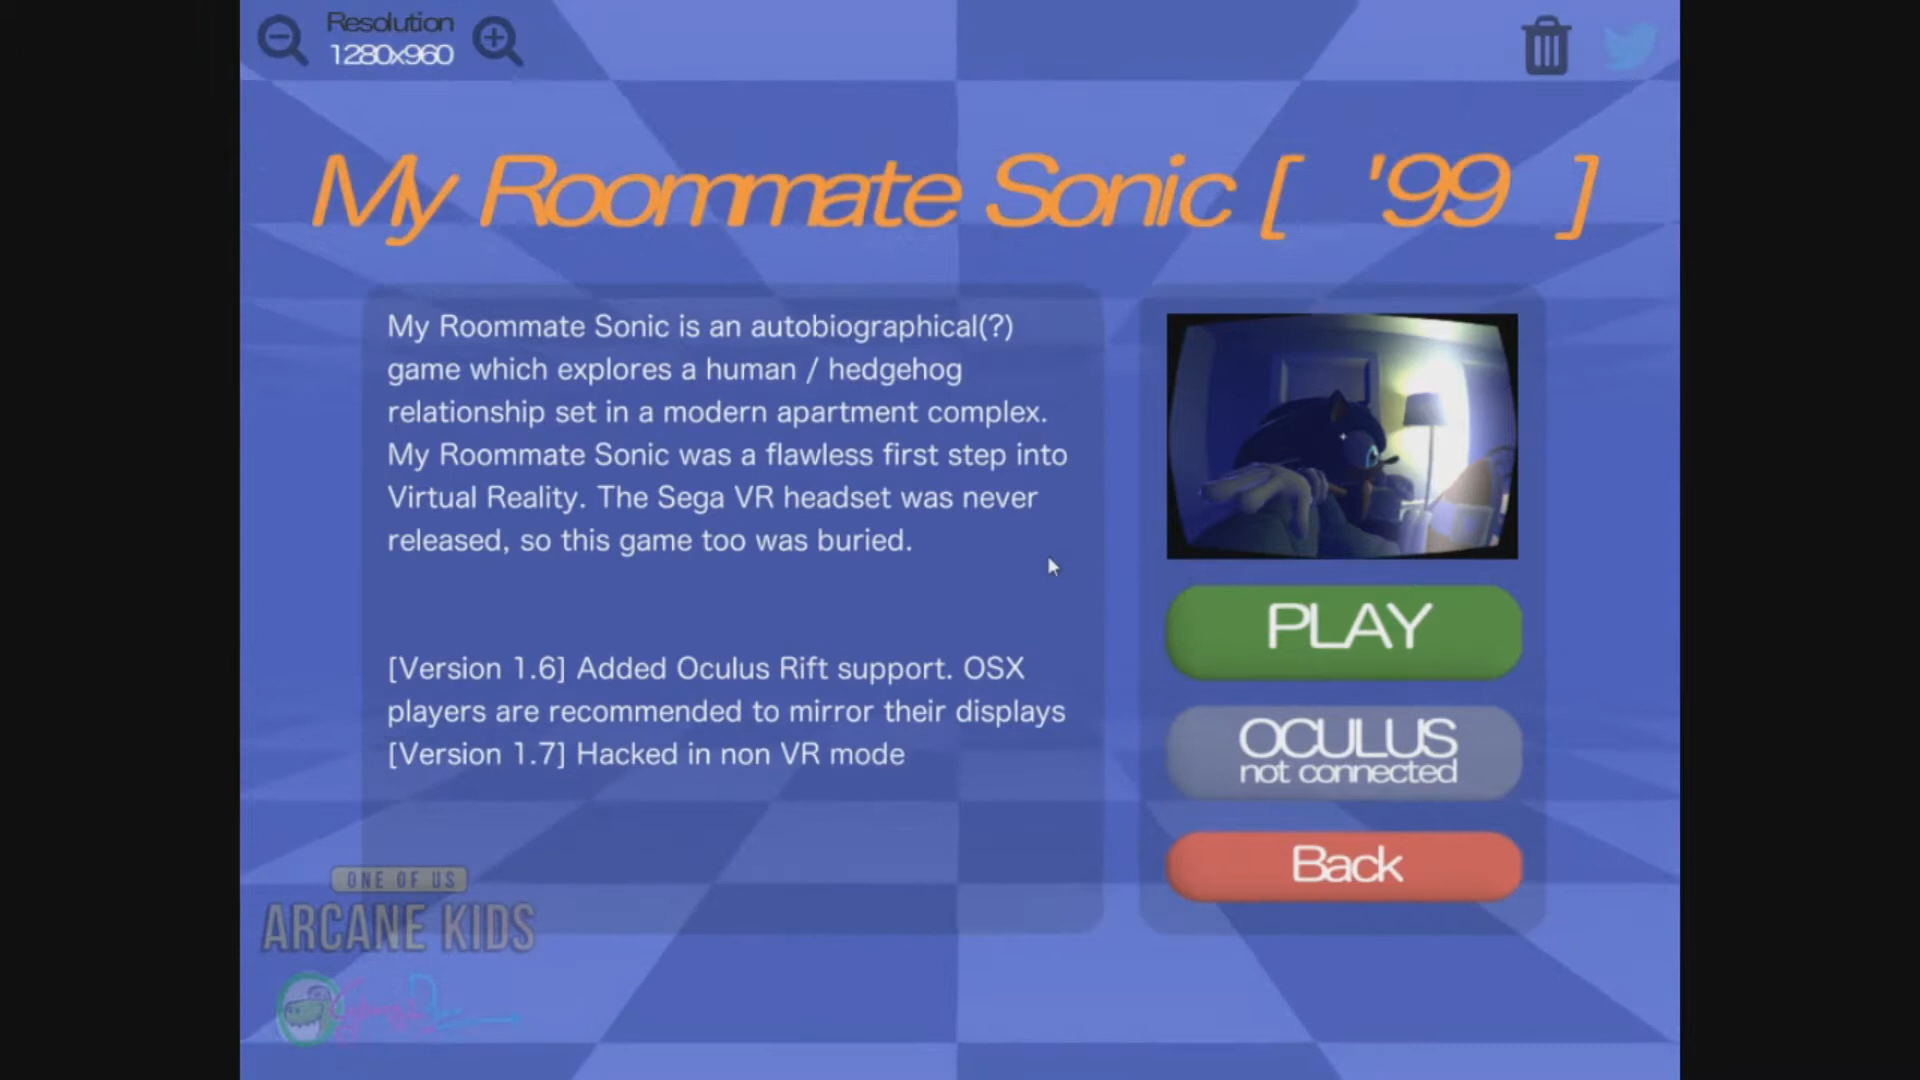 Resolution
1280x960
My Roommate Sonic [ '99 ]
My Roommate Sonic is an autobiographical(?)
game which explores a human / hedgehog
relationship set in a modern apartment complex.
My Roommate Sonic was a flawless first step into
Virtual Reality. The Sega VR headset was never
released, so this game too was buried.
[Version 1.6] Added Oculus Rift support. OSX
players are recommended to mirror their displays
[Version 1.7] Hacked in non VR mode
PLAY
OCULUS
not connected
Back
ONE OF US
ARCANE KIDS